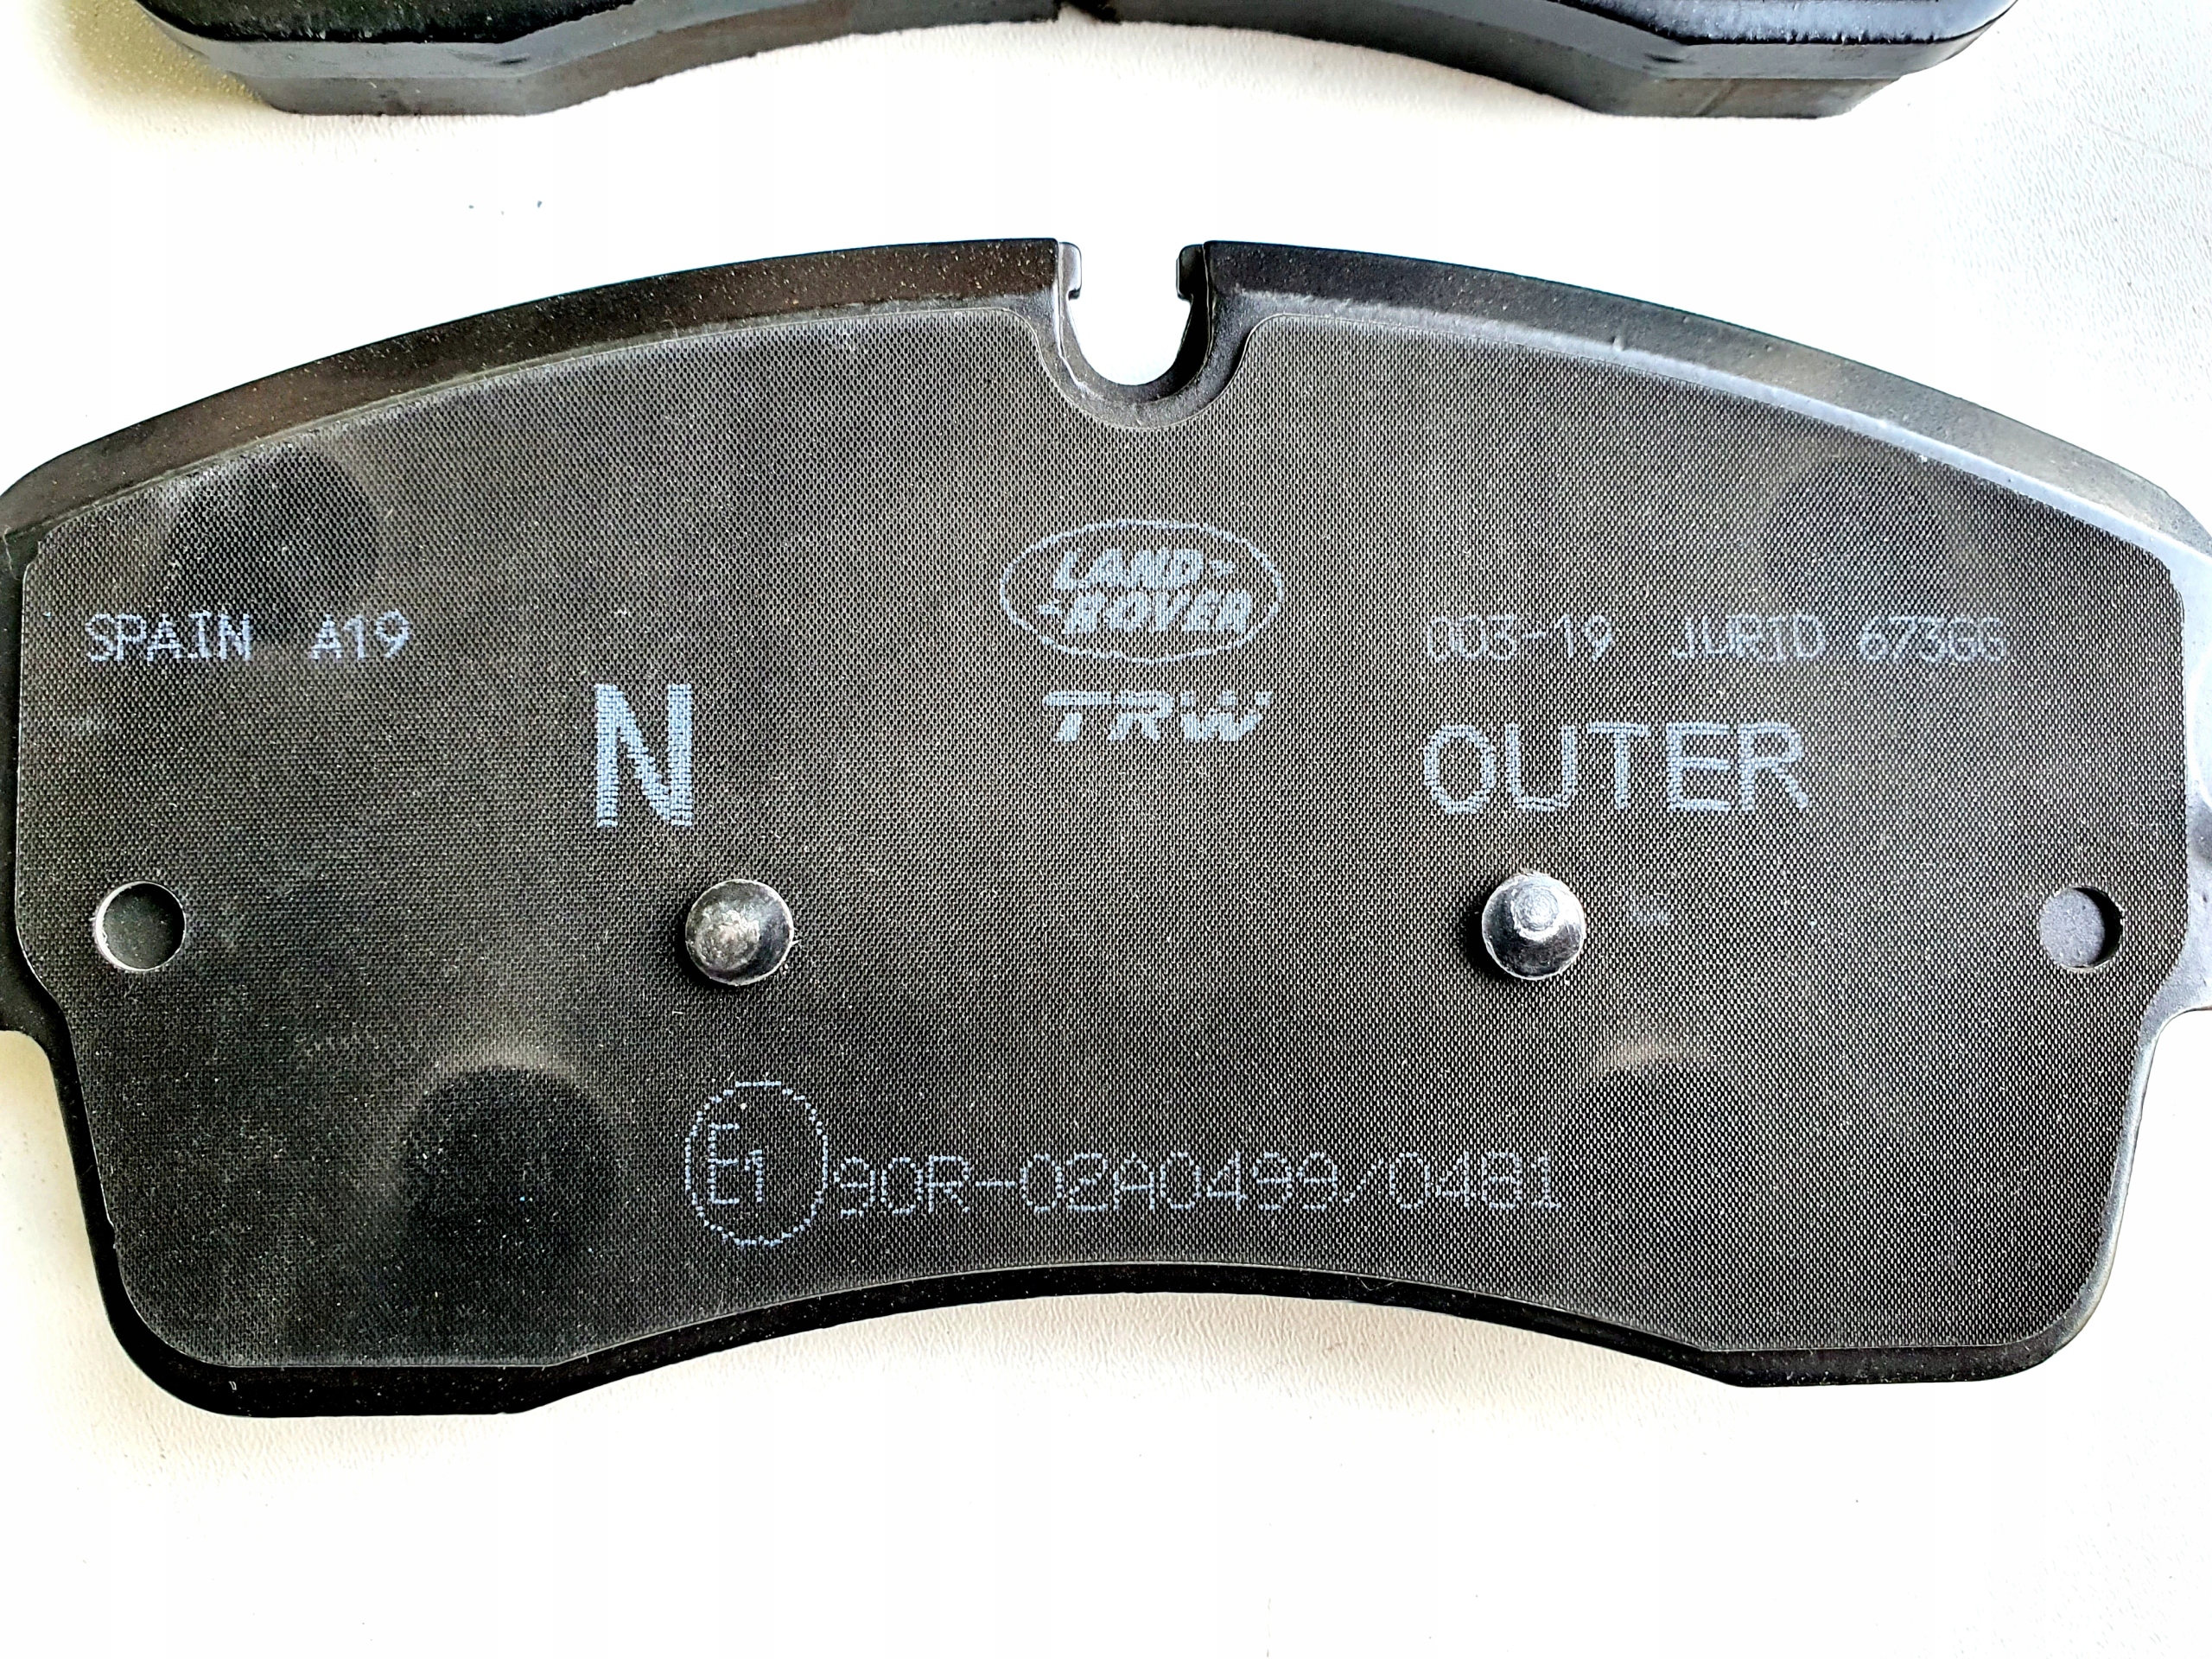 LAND-
-ROVER
SPAIN A19
003-19 JURID 673GG
TRW
N
OUTER
E1 90R-02A0499/0481